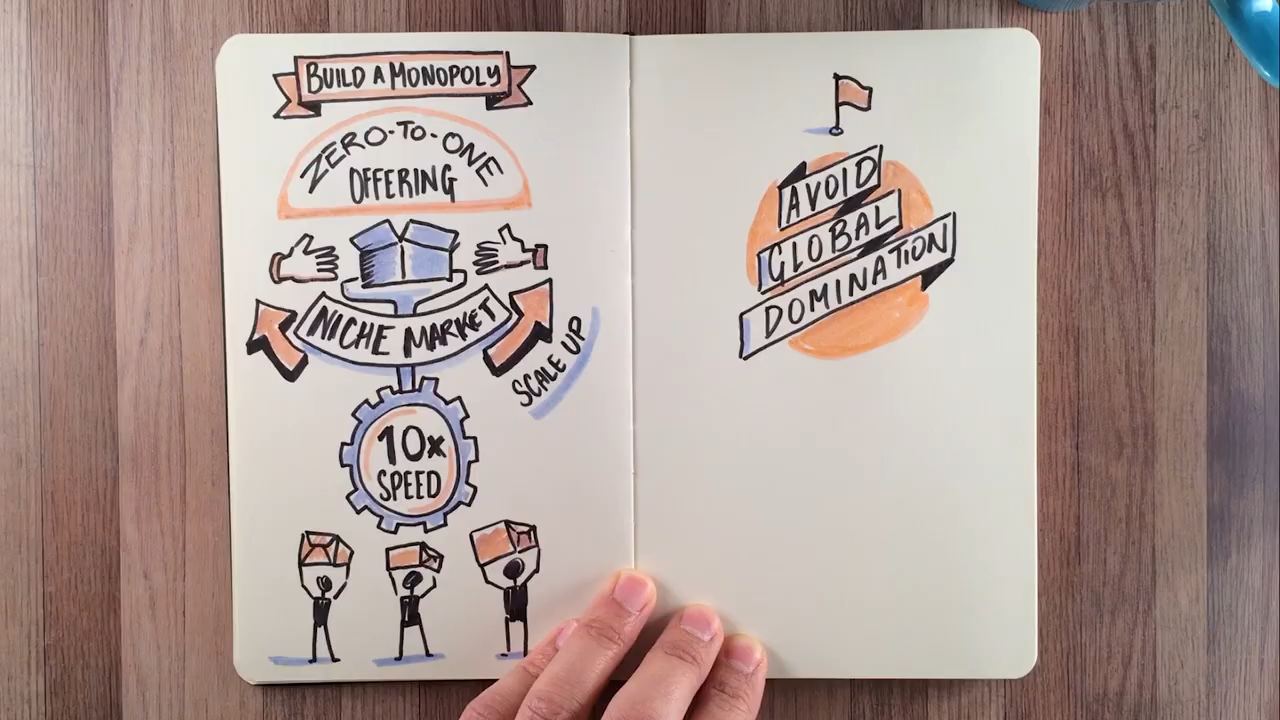 BUILD A MONOPOLY
ZERO-TO-ONE
OFFERING
NICHE MARKET
SCALE UP
10x
SPEED
AVOID
GLOBAL
DOMINATION